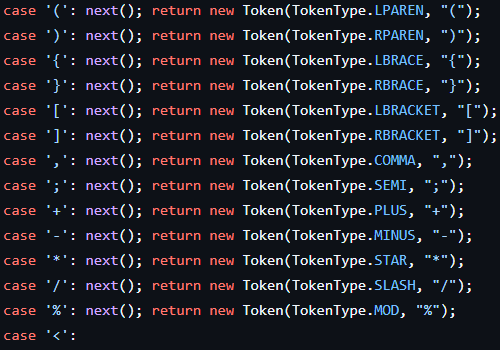 case '(': next(); return new Token(TokenType.LPAREN, "(");
case ')': next(); return new Token(TokenType.RPAREN, ")");
case '{': next(); return new Token(TokenType.LBRACE, "{");
case '}': next(); return new Token(TokenType.RBRACE, "}");
case '[': next(); return new Token(TokenType.LBRACKET, "[");
case ']': next(); return new Token(TokenType.RBRACKET, "]");
case ',': next(); return new Token(TokenType.COMMA, ",");
case ';': next(); return new Token(TokenType.SEMI, ";");
case '+': next(); return new Token(TokenType.PLUS, "+");
case '-': next(); return new Token(TokenType.MINUS, "-");
case '*': next(); return new Token(TokenType.STAR, "*");
case '/': next(); return new Token(TokenType.SLASH, "/");
case '%': next(); return new Token(TokenType.MOD, "%");
case '<':